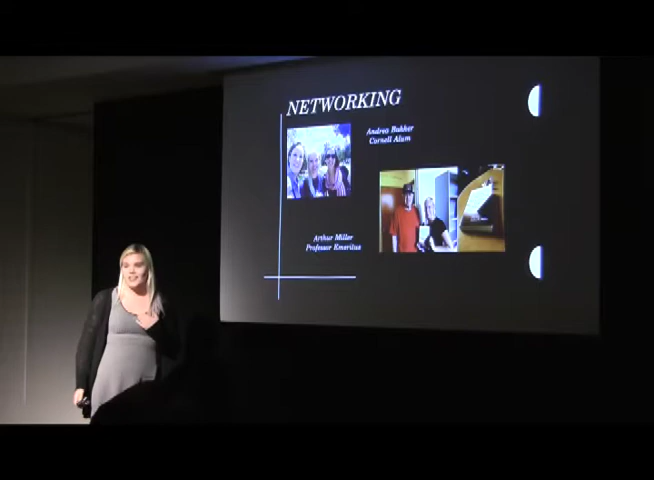 NETWORKING
Andrea Bakker
Cornell Alum
Arthur Miller
Professor Emeritus